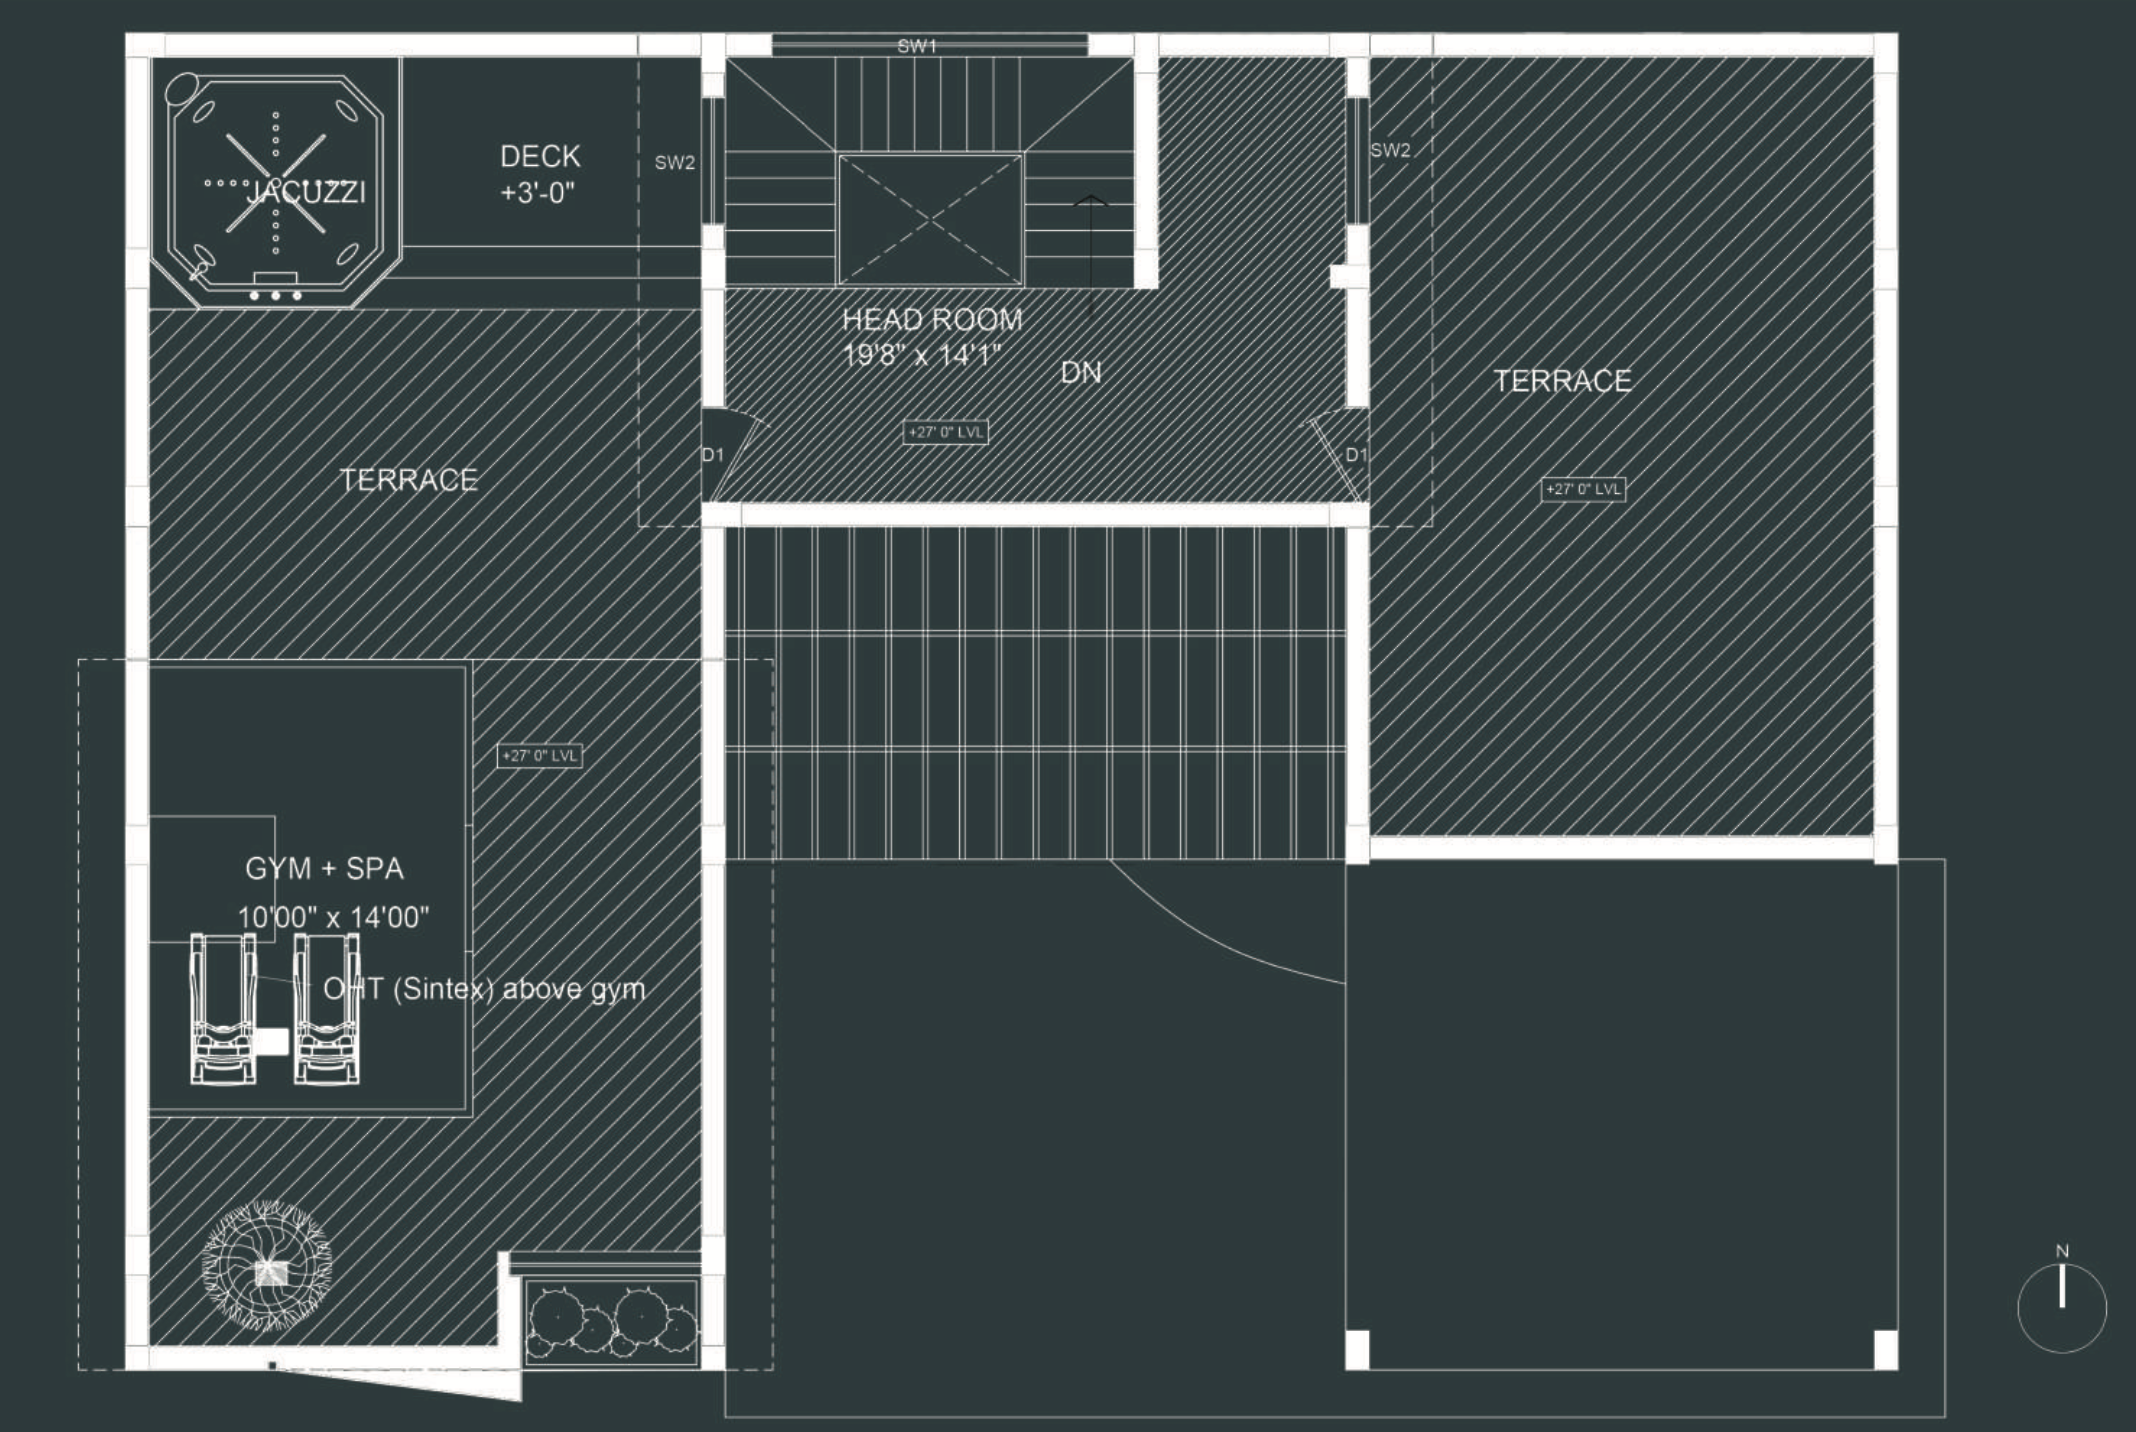 SW1
DECK
+3'-0"
SW2
SW2
JACUZZI
HEAD ROOM
19'8" x 14'1"
DN
TERRACE
+27' 0" LVL
D1
D1
TERRACE
+27' 0" LVL
+27' 0" LVL
GYM + SPA
10'00" x 14'00"
OHT (Sintex) above gym
N